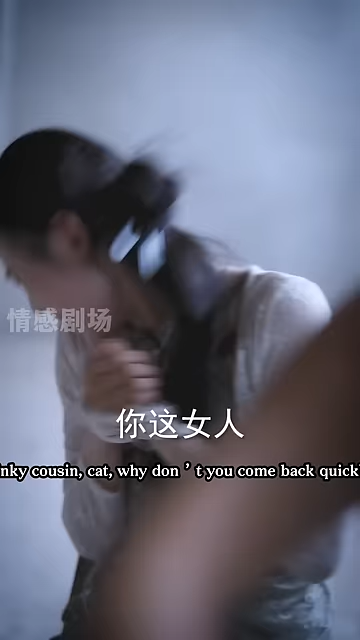 情感剧场
你这女人
nky cousin, cat, why don't you come back quick